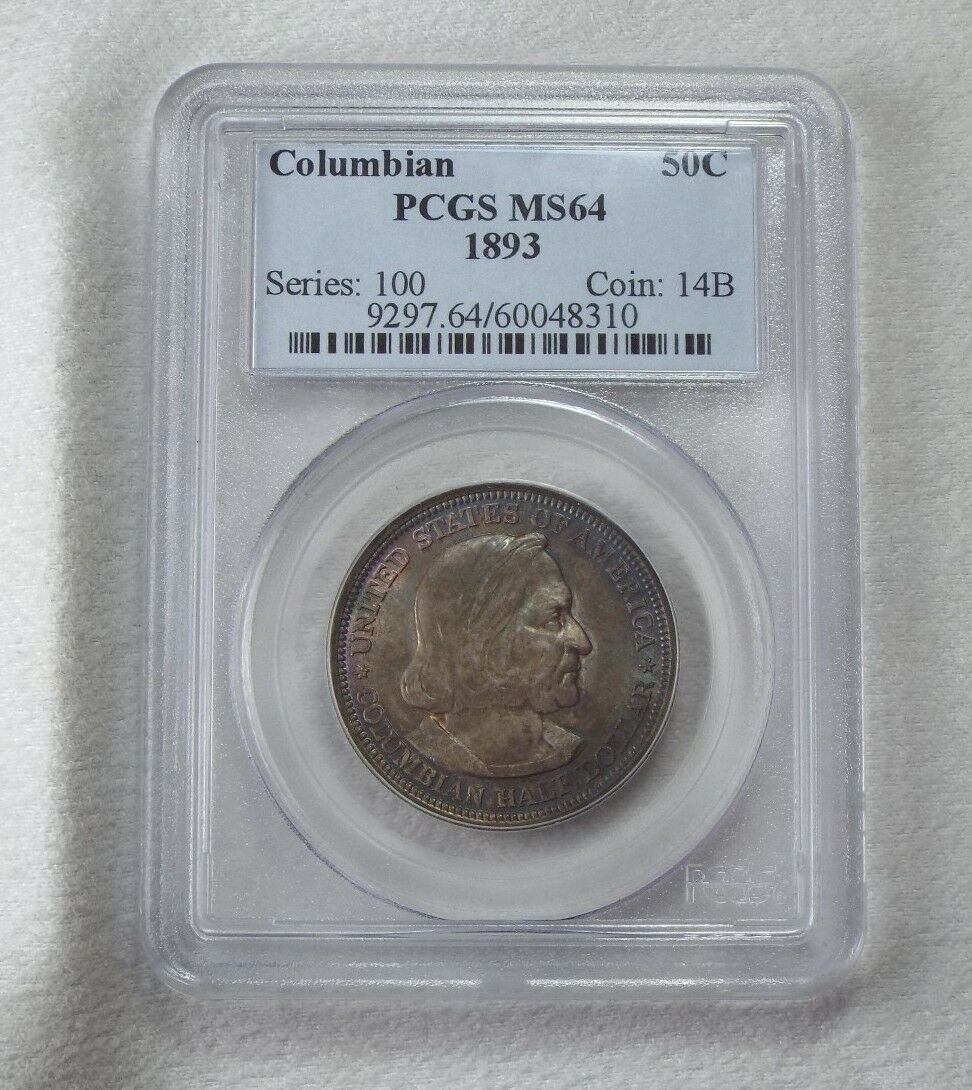 Columbian 50C
PCGS MS64
1893
Series: 100 Coin: 14B
9297.64/60048310
UNITED STATES OF AMERICA
COLUMBIAN HALF DOLLAR
PCGS